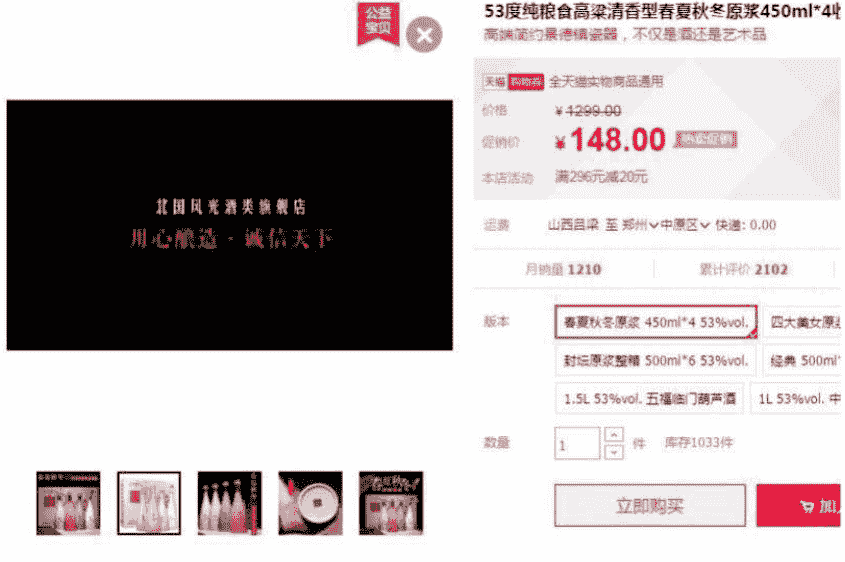 公益
宝贝
北国风光酒类旗舰店
用心酿造·诚信天下
53度纯粮食高粱清香型春夏秋冬原浆450ml*4
高端简约景德镇瓷器，不仅是酒还是艺术品
天猫 购物券 全天猫实物商品通用
价格 ¥1299.00
促销价 ¥148.00
本店活动 满296元减20元
运费 山西吕梁 至 郑州 中原区 快递: 0.00
月销量 1210 累计评价 2102
版本 春夏秋冬原浆 450ml*4 53%vol. 四大美女原
封坛原浆整箱 500ml*6 53%vol. 经典 500ml*
1.5L 53%vol. 五福临门葫芦酒 1L 53%vol. 中
数量 1 件 库存1033件
立即购买 加入